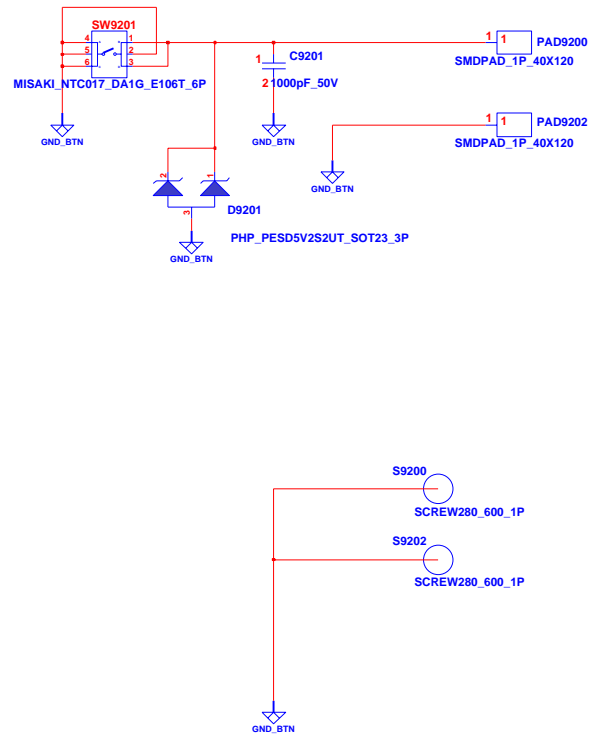 SW9201
4
5
6
1
2
3
MISAKI_NTC017_DA1G_E106T_6P
GND_BTN
1
C9201
2
1000pF_50V
GND_BTN
1
1
PAD9200
SMDPAD_1P_40X120
1
1
PAD9202
SMDPAD_1P_40X120
GND_BTN
2
1
D9201
3
PHP_PESD5V2S2UT_SOT23_3P
GND_BTN
S9200
SCREW280_600_1P
S9202
SCREW280_600_1P
GND_BTN